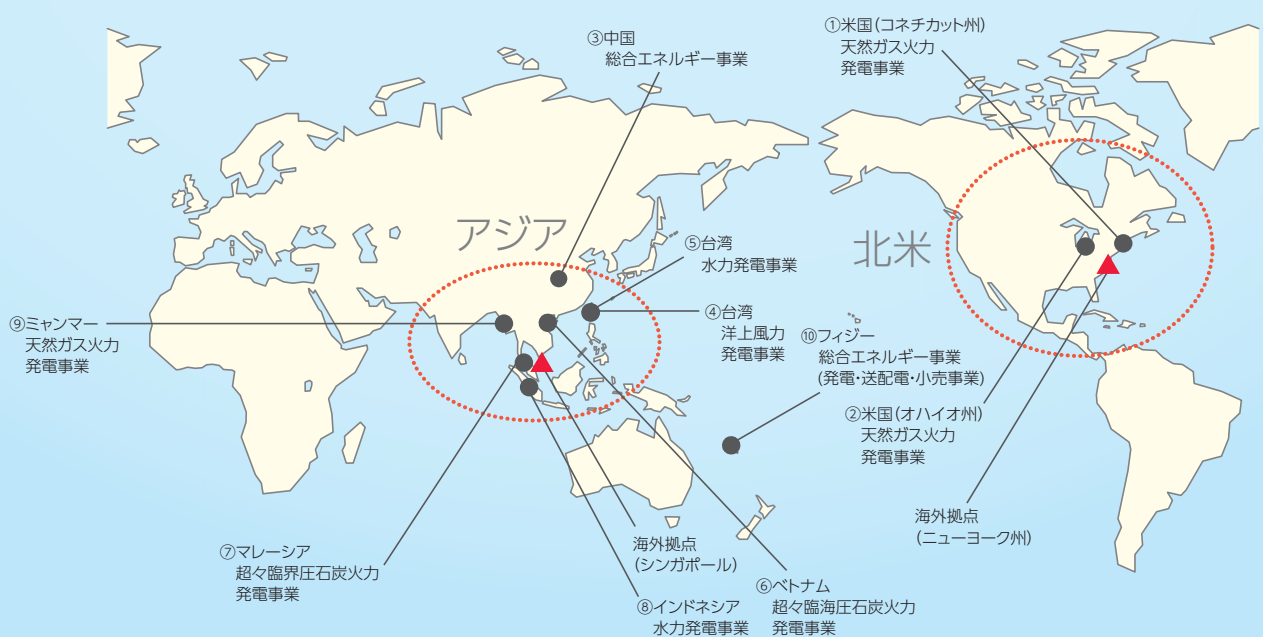 ①米国(コネチカット州)
天然ガス火力
発電事業
③中国
総合エネルギー事業
アジア
北米
⑤台湾
水力発電事業
④台湾
洋上風力
発電事業
⑨ミャンマー
天然ガス火力
発電事業
⑩フィジー
総合エネルギー事業
(発電・送配電・小売事業)
②米国(オハイオ州)
天然ガス火力
発電事業
海外拠点
(ニューヨーク州)
⑦マレーシア
超々臨界圧石炭火力
発電事業
海外拠点
(シンガポール)
⑥ベトナム
超々臨海圧石炭火力
発電事業
⑧インドネシア
水力発電事業